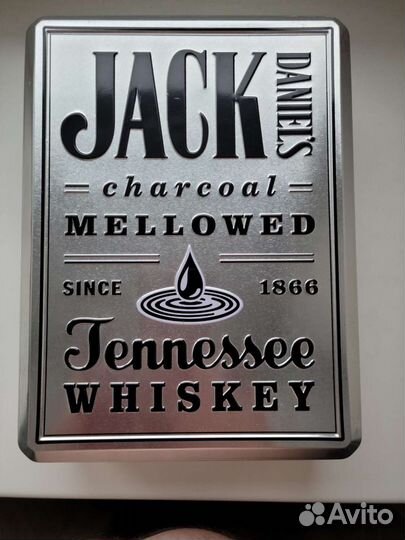 JACK DANIEL'S
charcoal
MELLOWED
SINCE 1866
Tennessee
WHISKEY
Avito